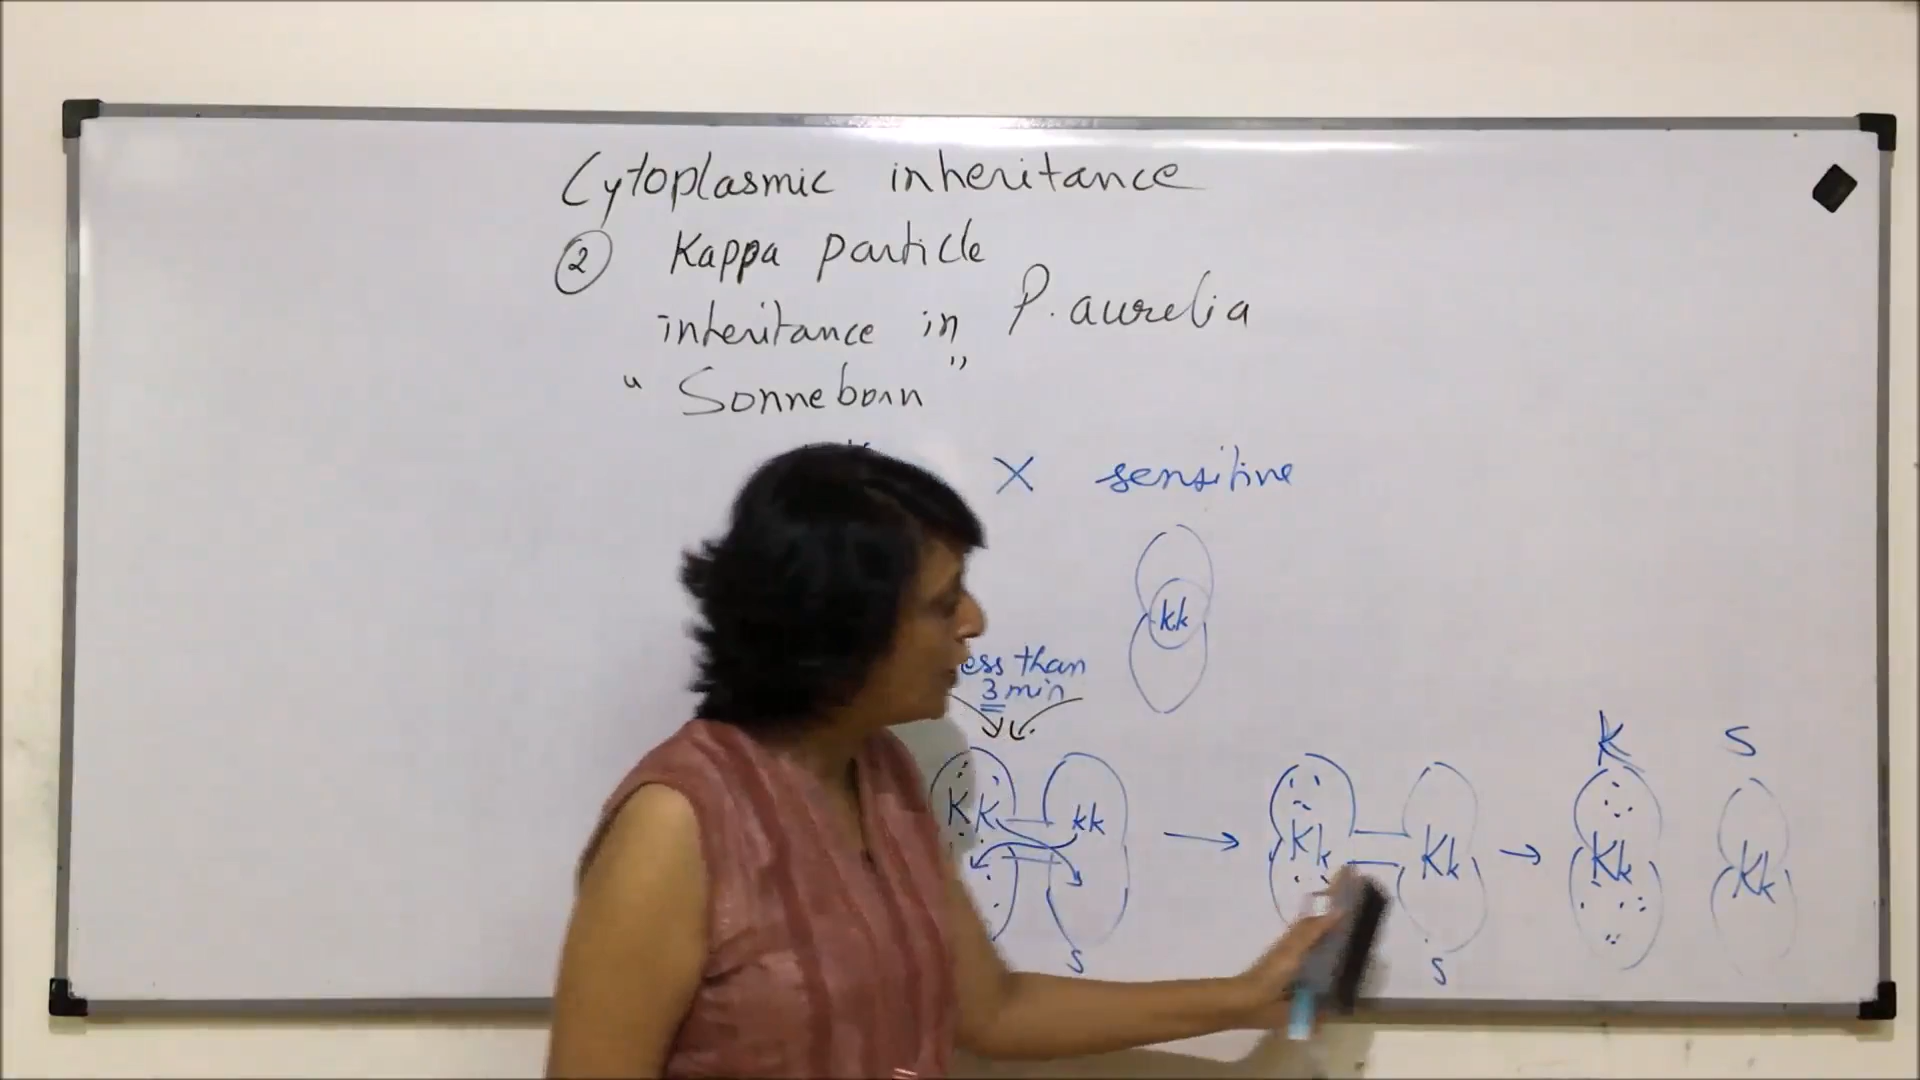 Cytoplasmic inheritance
② Kappa particle
inheritance in P. aurelia
"Sonneborn"
X sensitive
kk
less than
3 min
K S
KK kk Kk Kk Kk Kk
S S